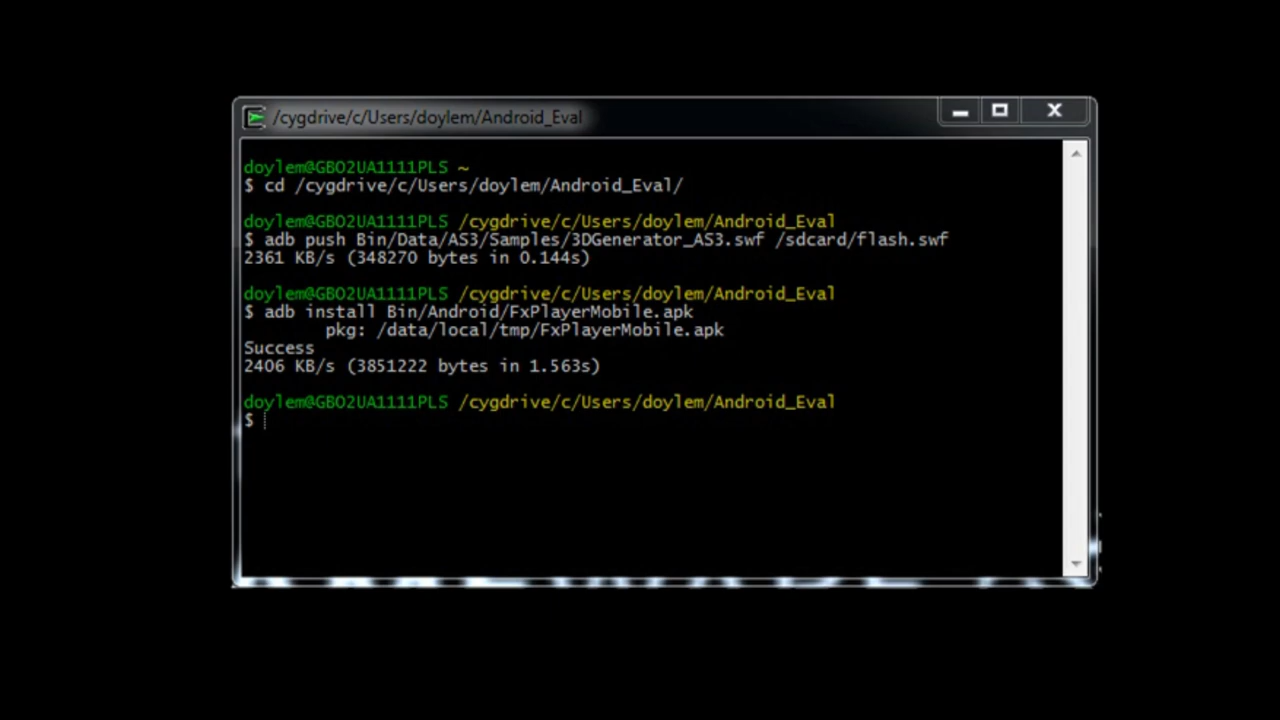 /cygdrive/c/Users/doylem/Android_Eval
doylem@GBO2UA1111PLS ~
$ cd /cygdrive/c/Users/doylem/Android_Eval/
doylem@GBO2UA1111PLS /cygdrive/c/Users/doylem/Android_Eval
$ adb push Bin/Data/AS3/Samples/3DGenerator_AS3.swf /sdcard/flash.swf
2361 KB/s (348270 bytes in 0.144s)
doylem@GBO2UA1111PLS /cygdrive/c/Users/doylem/Android_Eval
$ adb install Bin/Android/FxPlayerMobile.apk
pkg: /data/local/tmp/FxPlayerMobile.apk
Success
2406 KB/s (3851222 bytes in 1.563s)
doylem@GBO2UA1111PLS /cygdrive/c/Users/doylem/Android_Eval
$